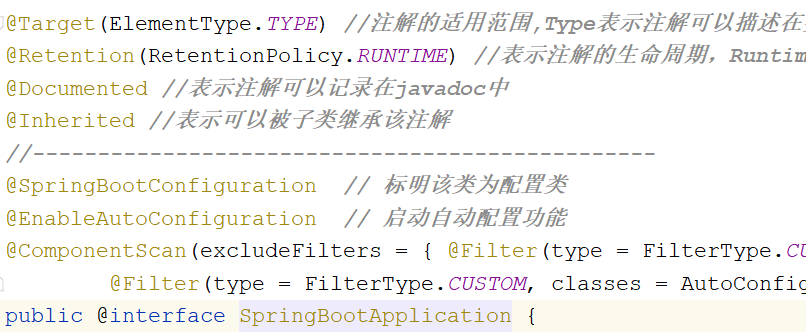 @Target(ElementType.TYPE) //注解的适用范围,Type表示注解可以描述在
@Retention(RetentionPolicy.RUNTIME) //表示注解的生命周期，Runtim
@Documented //表示注解可以记录在javadoc中
@Inherited //表示可以被子类继承该注解
//------------------------------------------------
@SpringBootConfiguration // 标明该类为配置类
@EnableAutoConfiguration // 启动自动配置功能
@ComponentScan(excludeFilters = { @Filter(type = FilterType.CU
@Filter(type = FilterType.CUSTOM, classes = AutoConfig
public @interface SpringBootApplication {